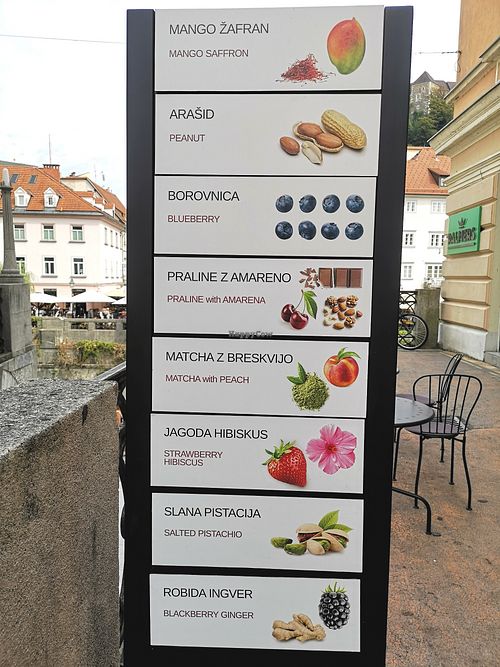 MANGO ŽAFRAN
MANGO SAFFRON
ARAŠID
PEANUT
BOROVNICA
BLUEBERRY
PRALINE Z AMARENO
PRALINE with AMARENA
HappyCow
MATCHA Z BRESKVIJO
MATCHA with PEACH
JAGODA HIBISKUS
STRAWBERRY
HIBISCUS
SLANA PISTACIJA
SALTED PISTACHIO
ROBIDA INGVER
BLACKBERRY GINGER